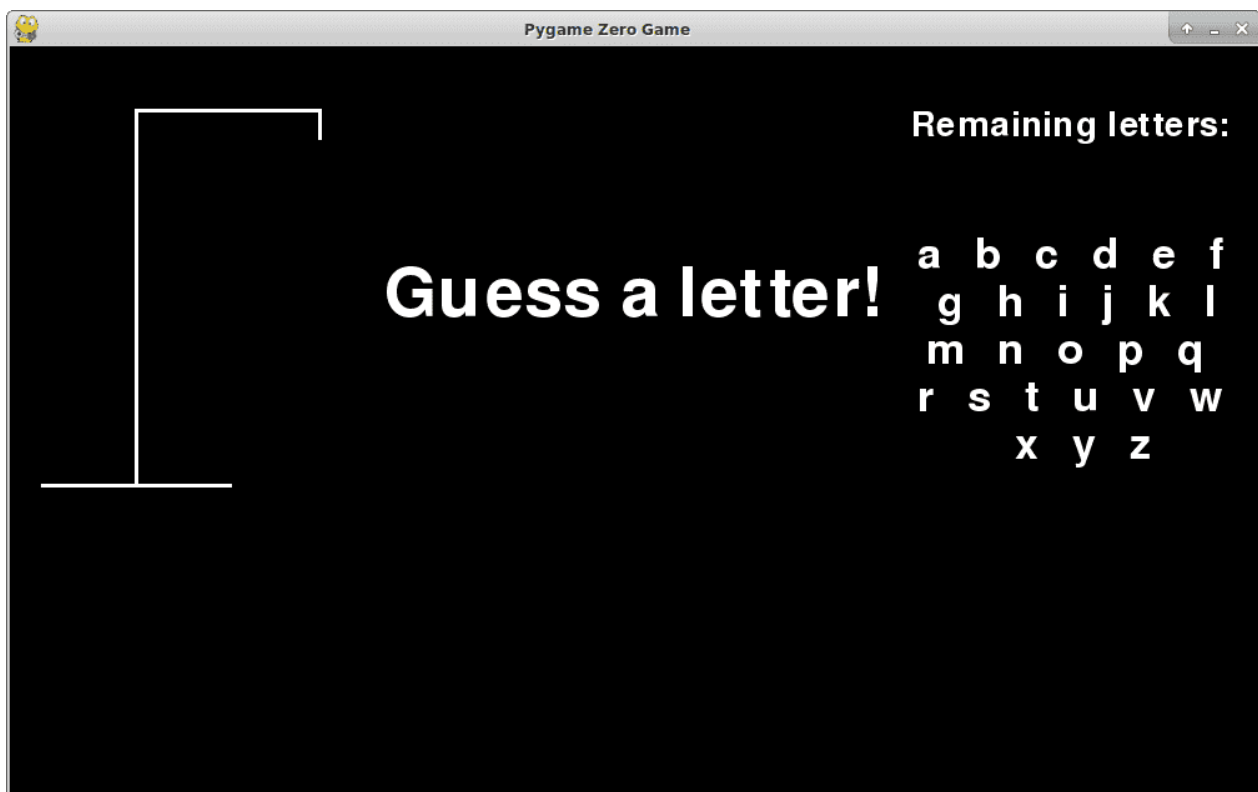 Pygame Zero Game
Remaining letters:
Guess a letter!
a b c d e f
g h i j k l
m n o p q
r s t u v w
x y z